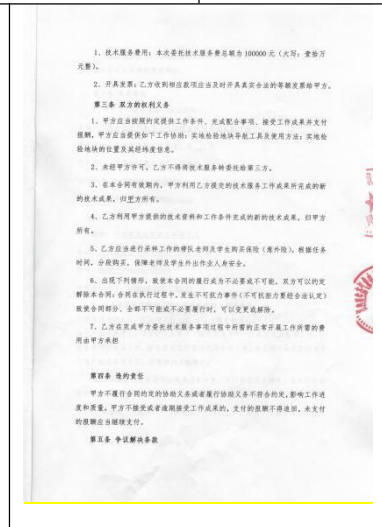 1、技术服务费用：本次委托技术服务费总额为 100000 元（大写：壹拾万
元整）。
2、开具发票：乙方收到相应款项应当及时开具真实合法的等额发票给甲方。
第三条 双方的权利义务
1、甲方应当按照约定提供工作条件、完成配合事项、接受工作成果并支付
报酬，甲方应当提供如下工作协助：实地检验地块导航工具及使用方法；实地检
验地块的位置及其经纬度信息。
2、未经甲方许可，乙方不得将技术服务转委托给第三方。
3、在本合同有效期内，甲方利用乙方提交的技术服务工作成果所完成的新
的技术成果，归甲方所有。
4、乙方利用甲方提供的技术资料和工作条件完成的新的技术成果，归甲方
所有。
5、乙方应当进行采样工作的带队老师及学生购买保险（意外险），根据任务
时间，分段购买，保障老师及学生外出作业人身安全。
6、出现下列情形，致使本合同的履行成为不必要或不可能，双方可以约定
解除本合同：合同在执行过程中，发生不可抗力事件（不可抗力要经合法认定）
致使合同部分、全部不可能或不必要履行时，可以变更或解除。
7、乙方在完成甲方委托技术服务事项过程中所需的正常开展工作所需的费
用由甲方承担
第四条 违约责任
甲方不履行合同约定的协助义务或者履行协助义务不符合约定，影响工作进
度和质量，甲方不接受或者逾期接受工作成果的，支付的报酬不得追回，未支付
的报酬应当继续支付。
第五条 争议解决条款